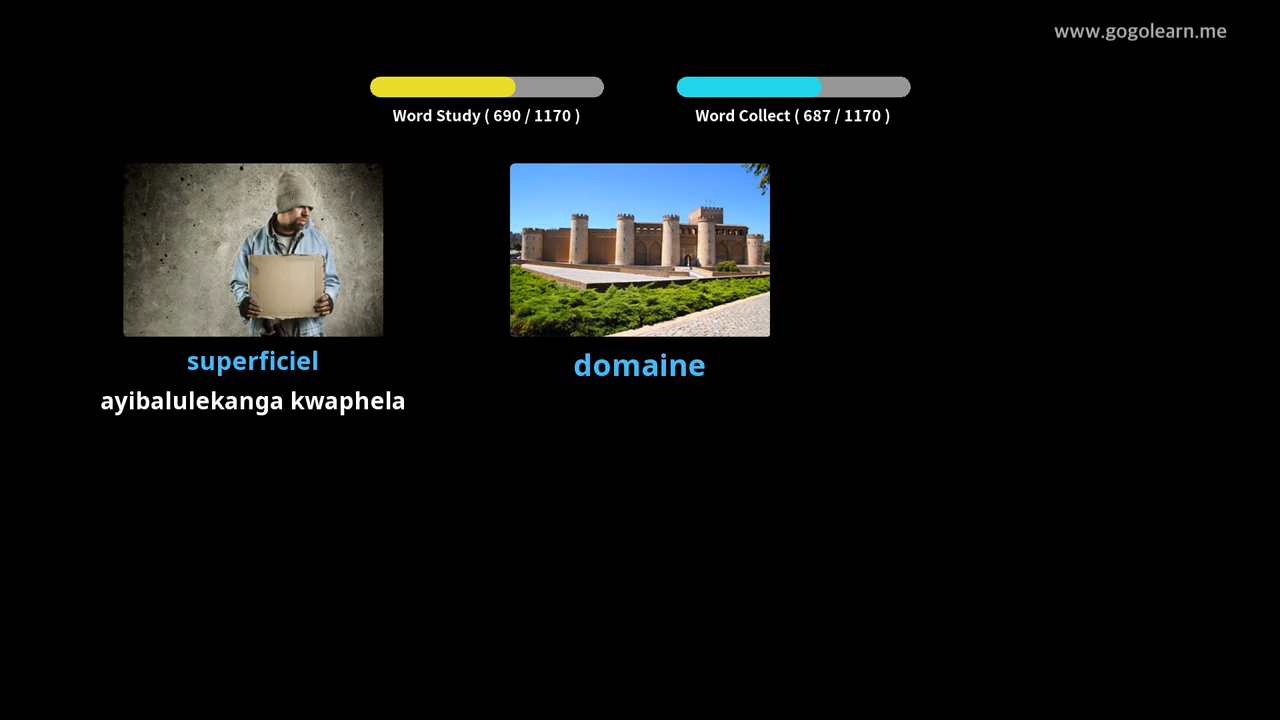 www.gogolearn.me
Word Study ( 690 / 1170 )
Word Collect ( 687 / 1170 )
superficiel
domaine
ayibalulekanga kwaphela